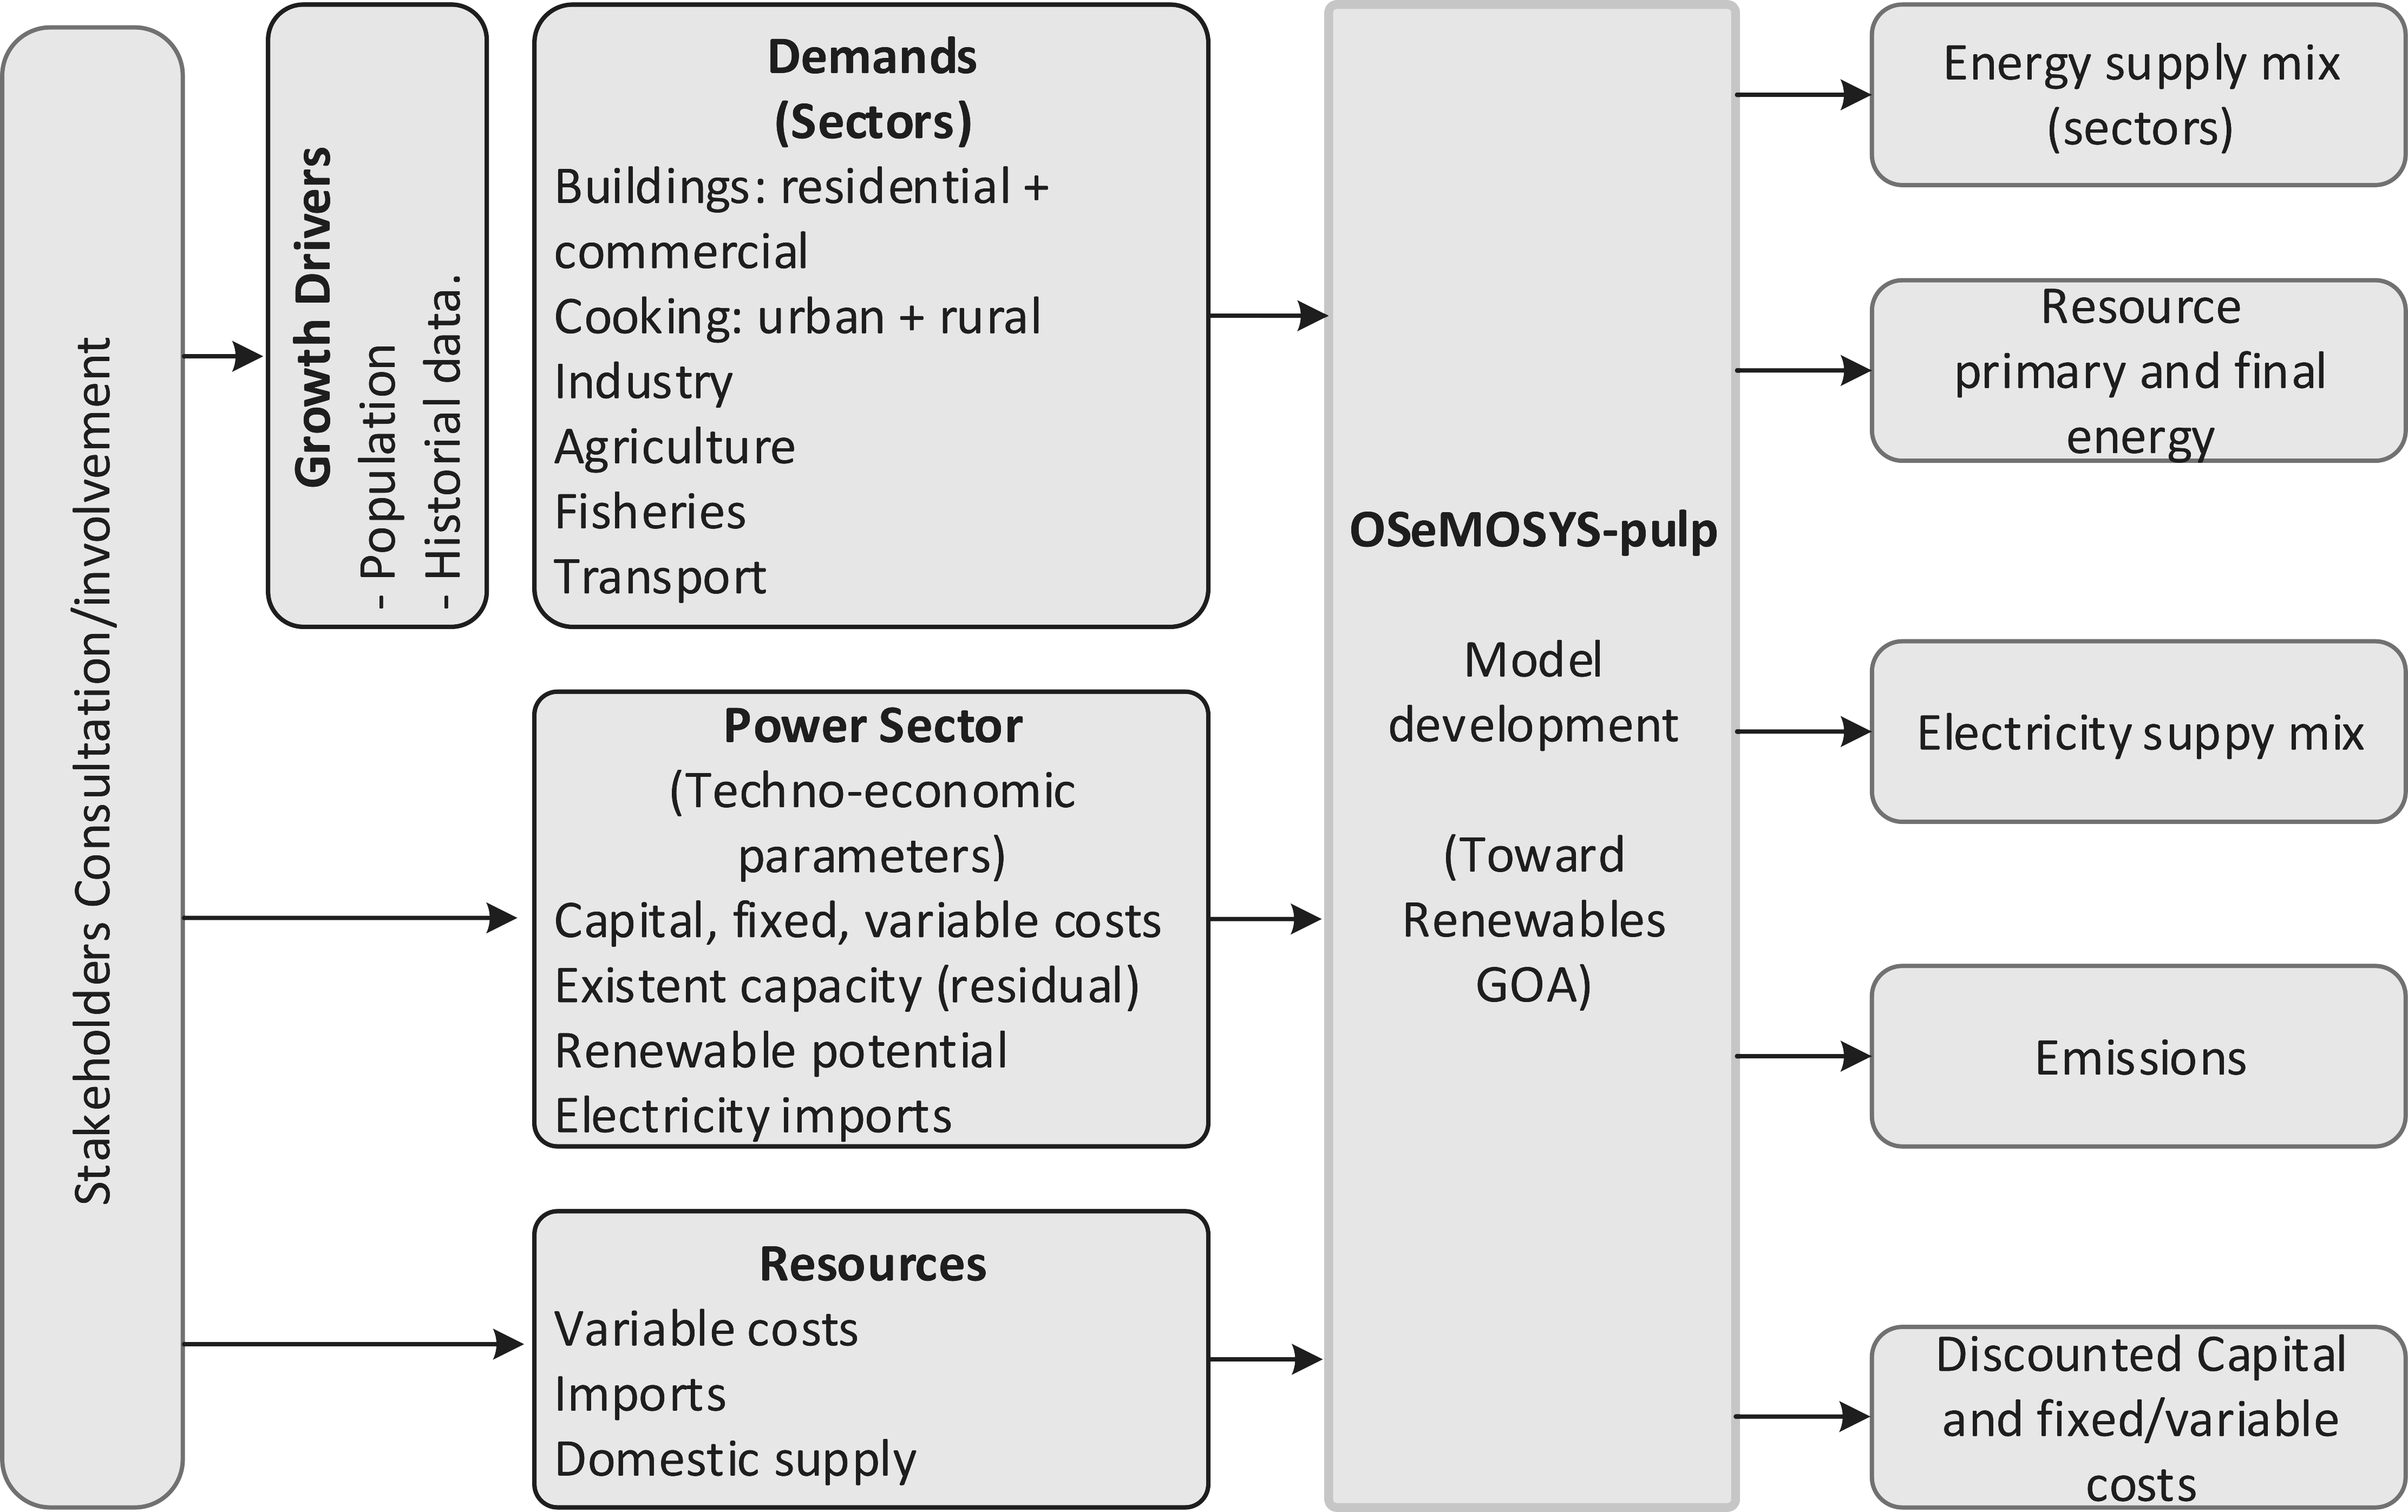 Stakeholders Consultation/involvement
Growth Drivers
- Population
- Historial data.
Demands
(Sectors)
Buildings: residential +
commercial
Cooking: urban + rural
Industry
Agriculture
Fisheries
Transport
Power Sector
(Techno-economic
parameters)
Capital, fixed, variable costs
Existent capacity (residual)
Renewable potential
Electricity imports
Resources
Variable costs
Imports
Domestic supply
OSeMOSYS-pulp
Model
development
(Toward
Renewables
GOA)
Energy supply mix
(sectors)
Resource
primary and final
energy
Electricity suppy mix
Emissions
Discounted Capital
and fixed/variable
costs